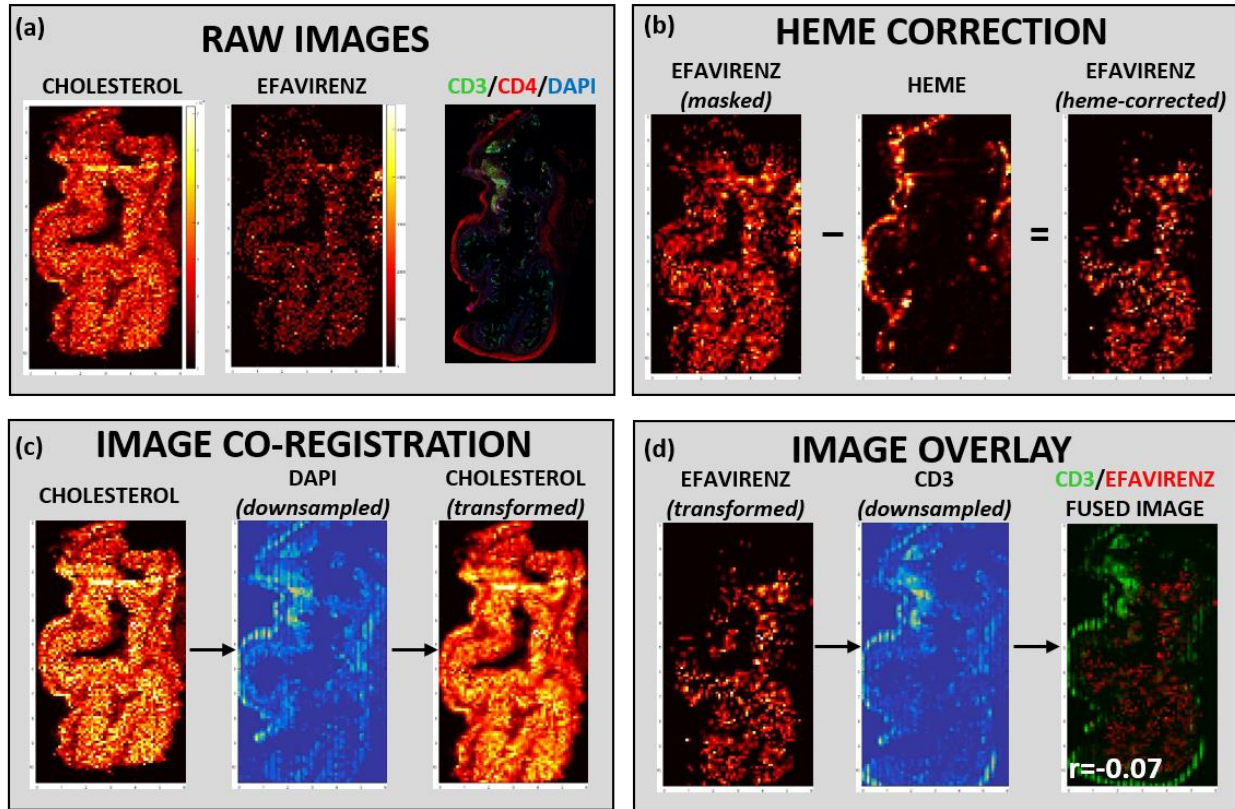 (a)
RAW IMAGES
CHOLESTEROL
EFAVIRENZ
CD3/CD4/DAPI
(b)
HEME CORRECTION
EFAVIRENZ
(masked)
HEME
EFAVIRENZ
(heme-corrected)
–
=
(c)
IMAGE CO-REGISTRATION
CHOLESTEROL
DAPI
(downsampled)
CHOLESTEROL
(transformed)
(d)
IMAGE OVERLAY
EFAVIRENZ
(transformed)
CD3
(downsampled)
CD3/EFAVIRENZ
FUSED IMAGE
r=-0.07